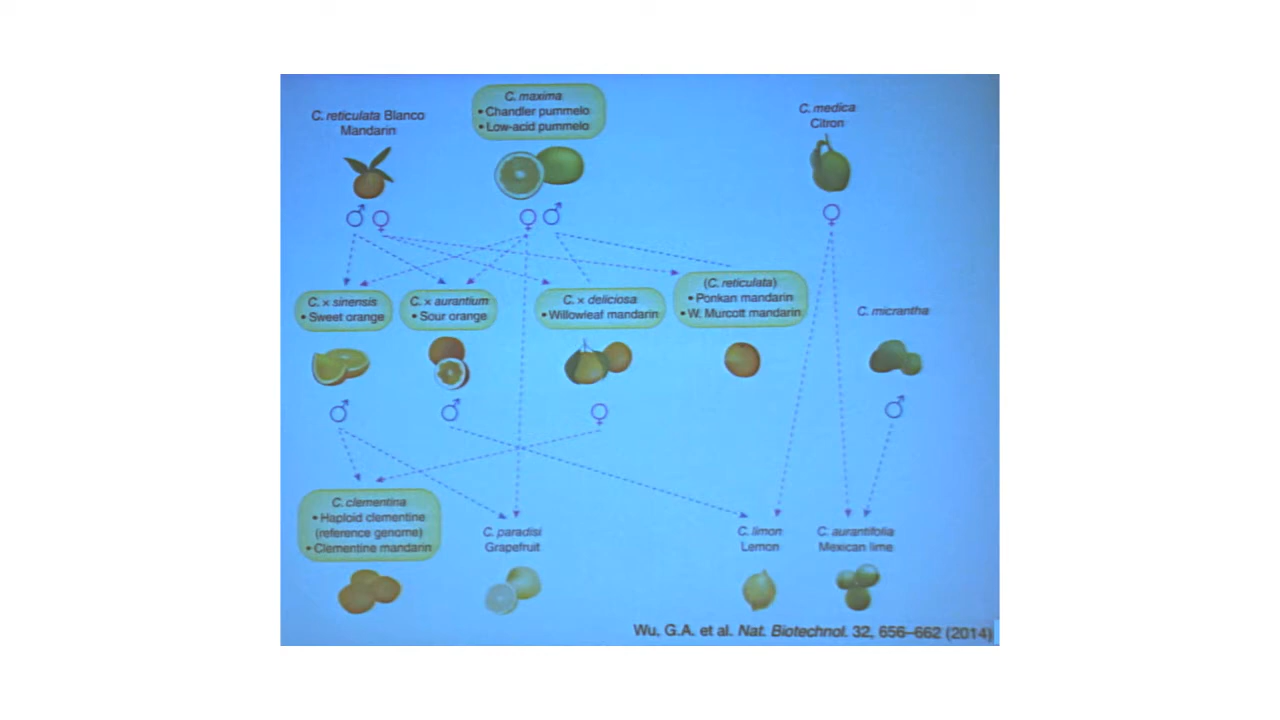 C. reticulata Blanco
Mandarin
C. maxima
• Chandler pummelo
• Low-acid pummelo
C. medica
Citron
♂ ♀
♀ ♂
♀
C. × sinensis
• Sweet orange
C. × aurantium
• Sour orange
C. × deliciosa
• Willowleaf mandarin
(C. reticulata)
• Ponkan mandarin
• W. Murcott mandarin
C. micrantha
♂
♂
♀
♂
C. clementina
• Haploid clementine
(reference genome)
• Clementine mandarin
C. paradisi
Grapefruit
C. limon
Lemon
C. aurantifolia
Mexican lime
Wu, G.A. et al. Nat. Biotechnol. 32, 656–662 (2014)